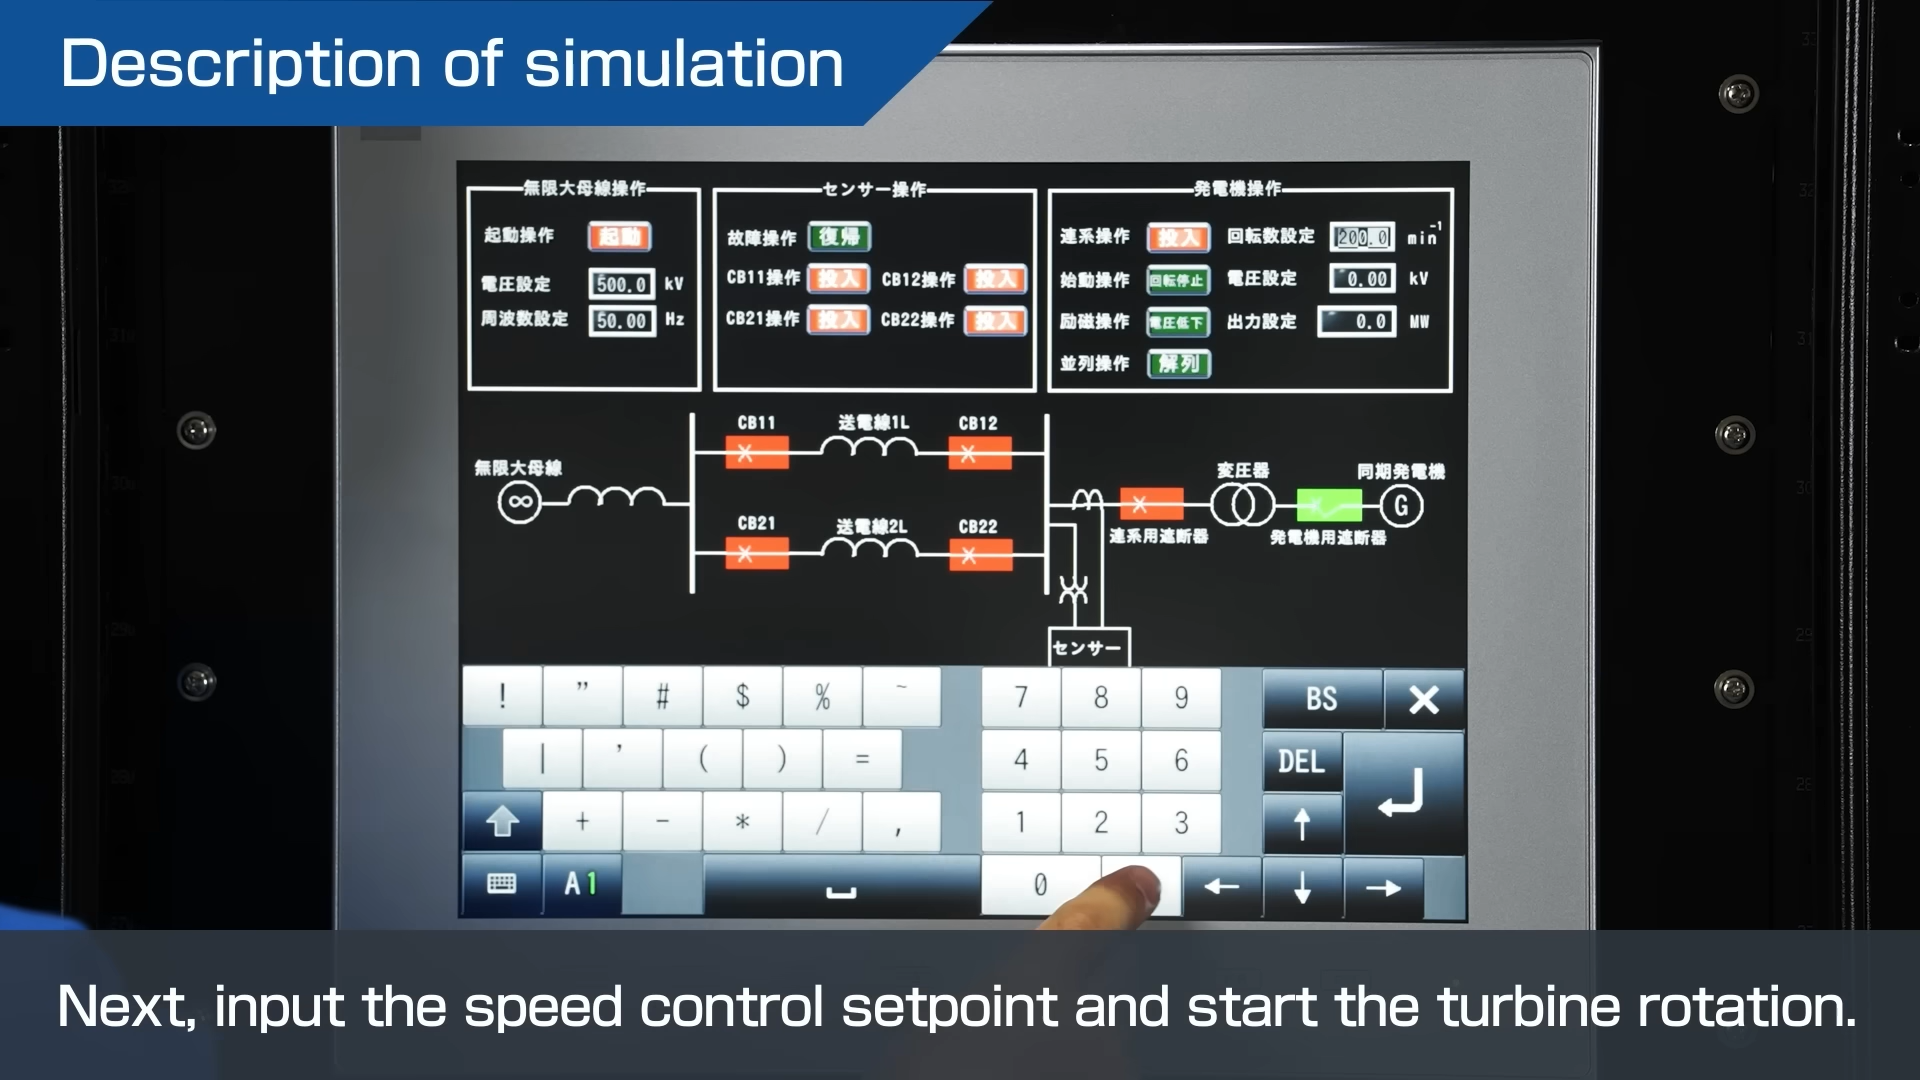 Description of simulation
無限大母線操作
起動操作 起動
電圧設定 500.0 kV
周波数設定 50.00 Hz
センサー操作
故障操作 復帰
CB11操作 投入 CB12操作 投入
CB21操作 投入 CB22操作 投入
発電機操作
連系操作 投入 回転数設定 200.0 min-1
始動操作 回転停止 電圧設定 0.00 kV
励磁操作 電圧低下 出力設定 0.0 MW
並列操作 解列
CB11 送電線1L CB12
無限大母線
変圧器 同期発電機
∞
G
CB21 送電線2L CB22
連系用遮断器 発電機用遮断器
センサー
! ” # $ % ~ 7 8 9 BS ×
| ’ ( ) = 4 5 6 DEL
+ - * / , 1 2 3 ↑
A1 0 ← ↓ →
Next, input the speed control setpoint and start the turbine rotation.